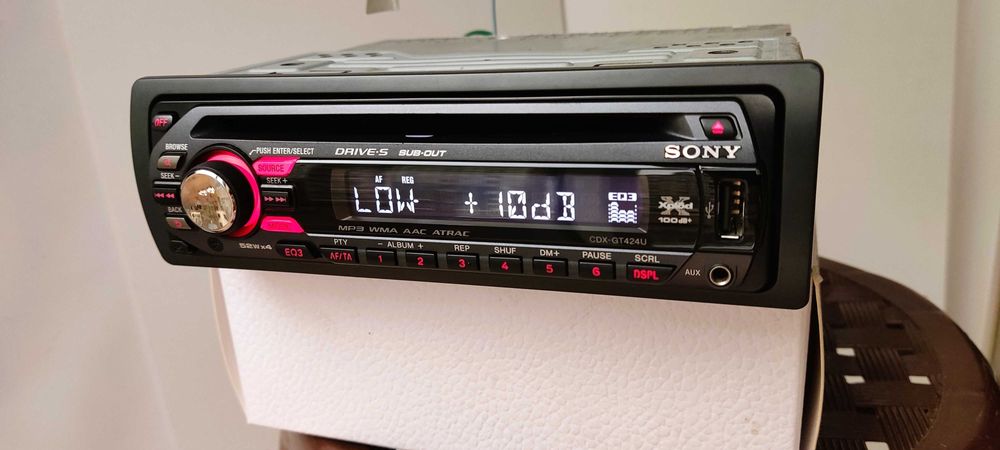 OFF
DRIVE•S SUB-OUT
SONY
BROWSE
PUSH ENTER/SELECT
SOURCE
SEEK−
SEEK+
AF REG
LOW +10dB
EQ3
Xplod
100dB+
BACK
MP3 WMA AAC ATRAC
CDX-GT424U
52W×4
EQ3
PTY
AF/TA
− ALBUM +
1
2
REP
3
SHUF
4
DM+
5
PAUSE
6
SCRL
DSPL
AUX